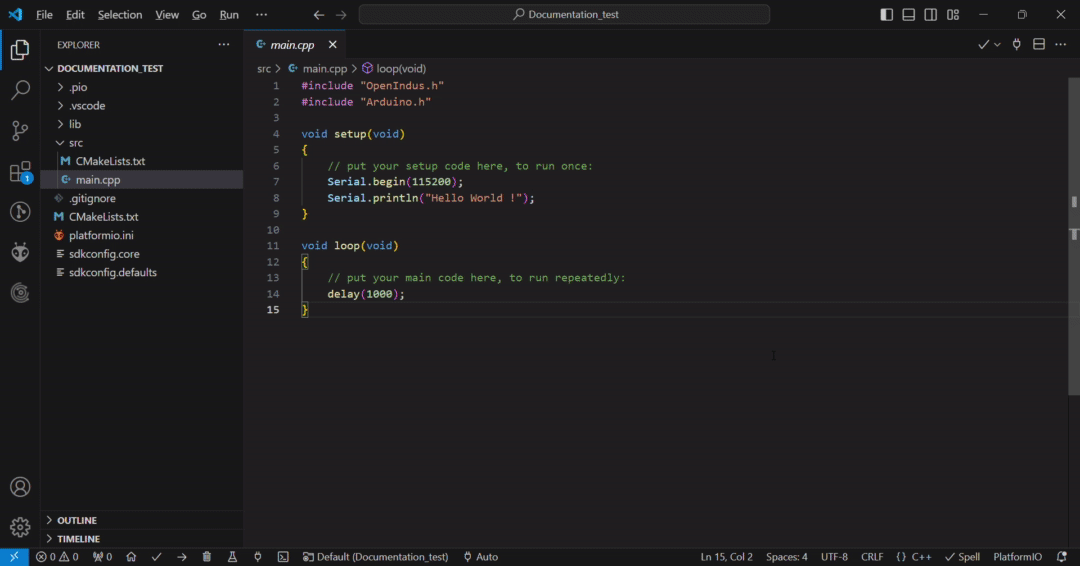 File Edit Selection View Go Run ··· Documentation_test
EXPLORER ···
DOCUMENTATION_TEST
.pio
.vscode
lib
src
CMakeLists.txt
main.cpp
.gitignore
CMakeLists.txt
platformio.ini
sdkconfig.core
sdkconfig.defaults
OUTLINE
TIMELINE
1
main.cpp
src > main.cpp > loop(void)
1 #include "OpenIndus.h"
2 #include "Arduino.h"
3
4 void setup(void)
5 {
6 // put your setup code here, to run once:
7 Serial.begin(115200);
8 Serial.println("Hello World !");
9 }
10
11 void loop(void)
12 {
13 // put your main code here, to run repeatedly:
14 delay(1000);
15 }
0 0 0 Default (Documentation_test) Auto Ln 15, Col 2 Spaces: 4 UTF-8 CRLF {} C++ Spell PlatformIO